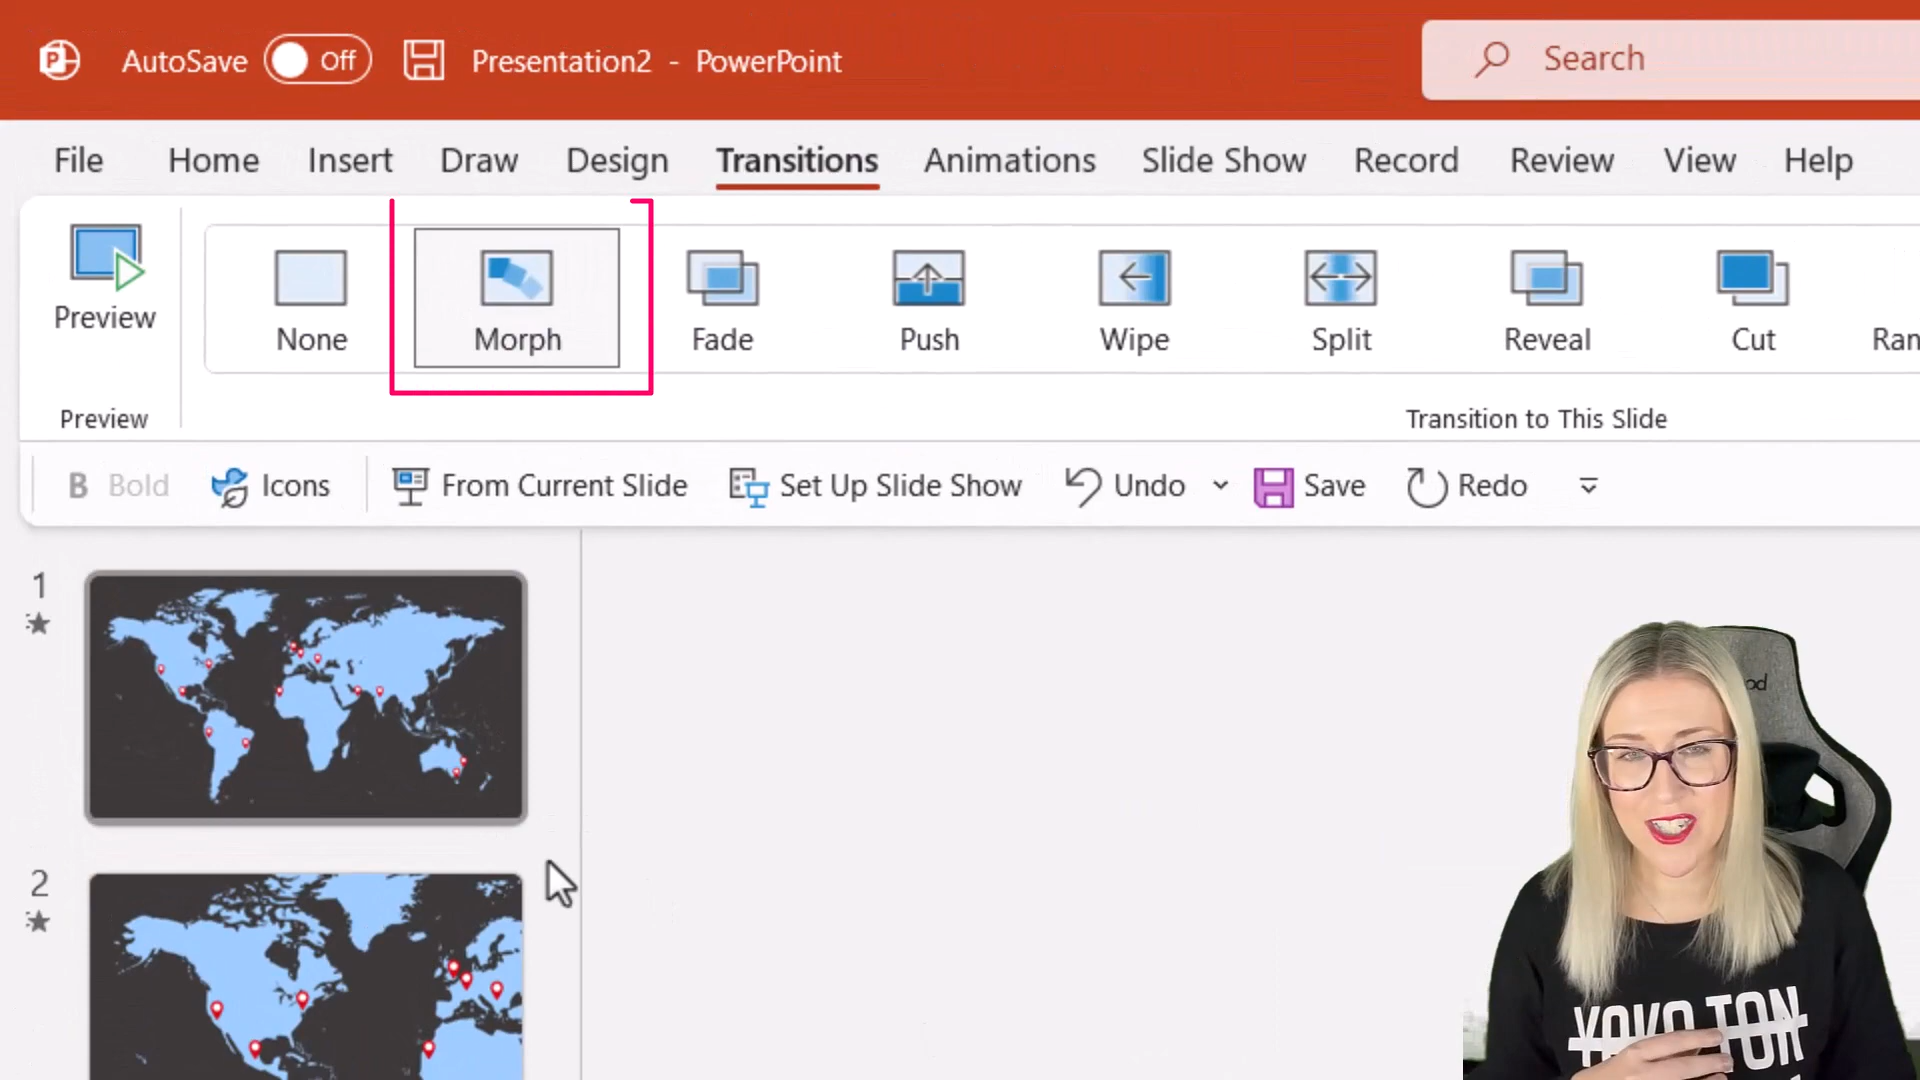 AutoSave Off Presentation2 - PowerPoint Search
File Home Insert Draw Design Transitions Animations Slide Show Record Review View Help
Preview None Morph Fade Push Wipe Split Reveal Cut
Preview Transition to This Slide
B Bold Icons From Current Slide Set Up Slide Show Undo Save Redo
1
2